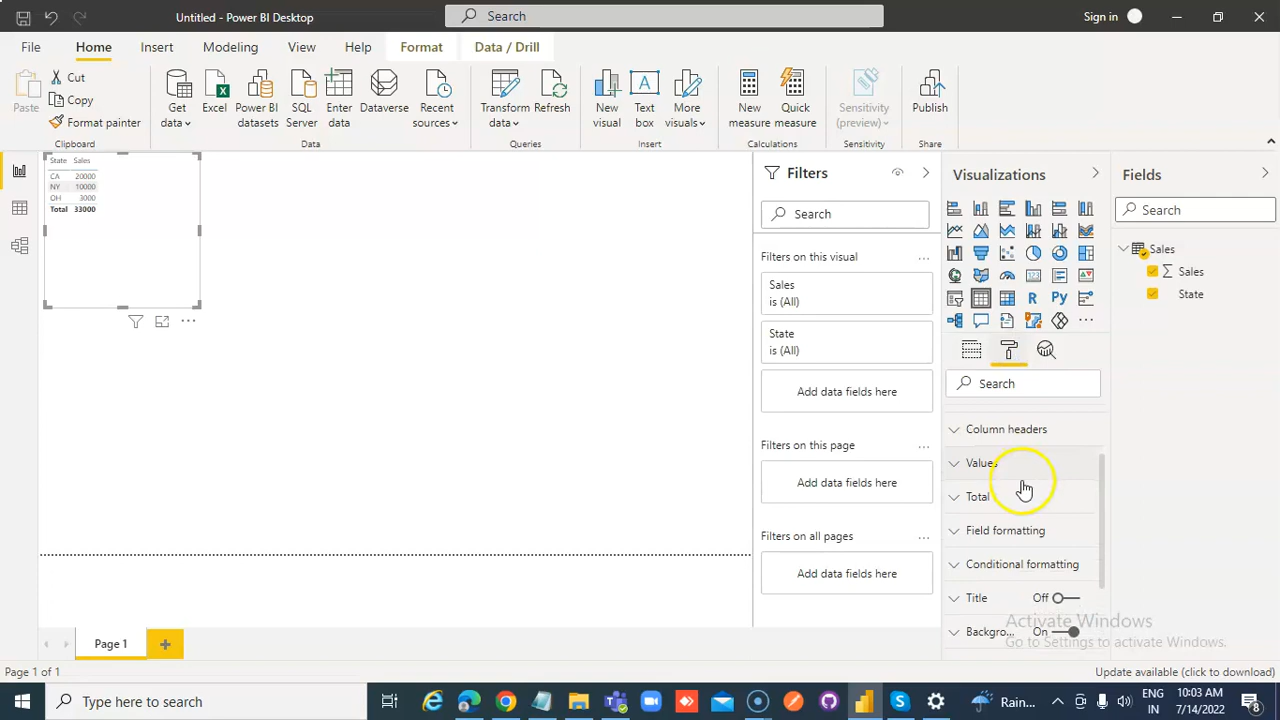 Untitled - Power BI Desktop
Search
Sign in
File
Home
Insert
Modeling
View
Help
Format
Data / Drill
Paste
Cut
Copy
Format painter
Clipboard
Get data
Excel
Power BI datasets
SQL Server
Enter data
Dataverse
Recent sources
Data
Transform data
Refresh
Queries
New visual
Text box
More visuals
Insert
New measure
Quick measure
Calculations
Sensitivity (preview)
Sensitivity
Publish
Share
State Sales
CA 20000
NY 10000
OH 3000
Total 33000
Filters
Search
Filters on this visual
Sales
is (All)
State
is (All)
Add data fields here
Filters on this page
Add data fields here
Filters on all pages
Add data fields here
Visualizations
Search
Column headers
Values
Total
Field formatting
Conditional formatting
Title Off
Backgro... On
Fields
Search
Sales
Sales
State
Activate Windows
Go to Settings to activate Windows.
Page 1
Page 1 of 1
Update available (click to download)
Type here to search
Rain...
ENG
IN
10:03 AM
7/14/2022
8